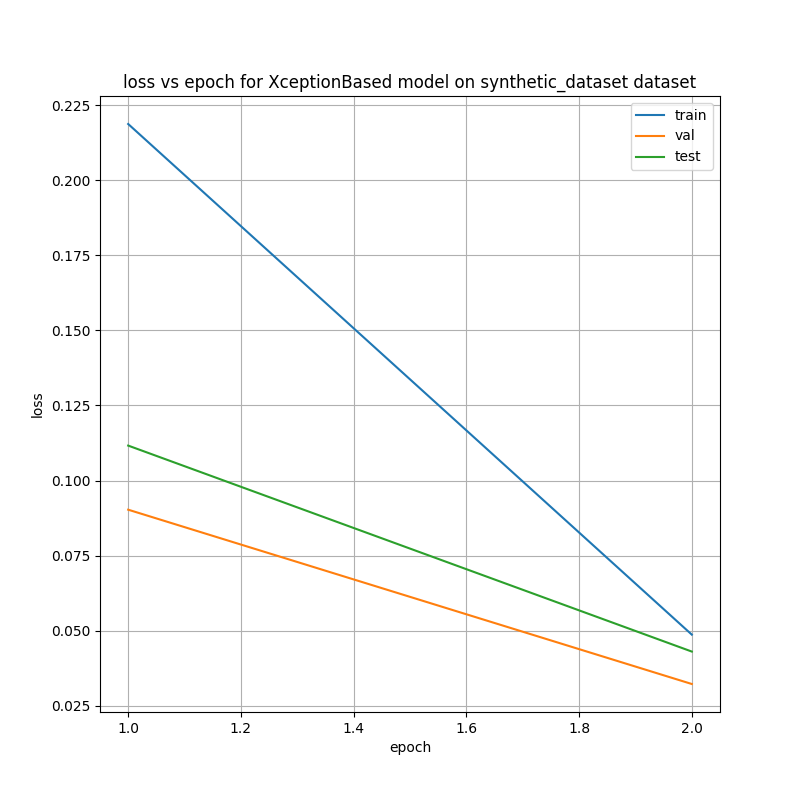 loss vs epoch for XceptionBased model on synthetic_dataset dataset
0.225
0.200
0.175
0.150
0.125
0.100
0.075
0.050
0.025
loss
train
val
test
1.0 1.2 1.4 1.6 1.8 2.0
epoch